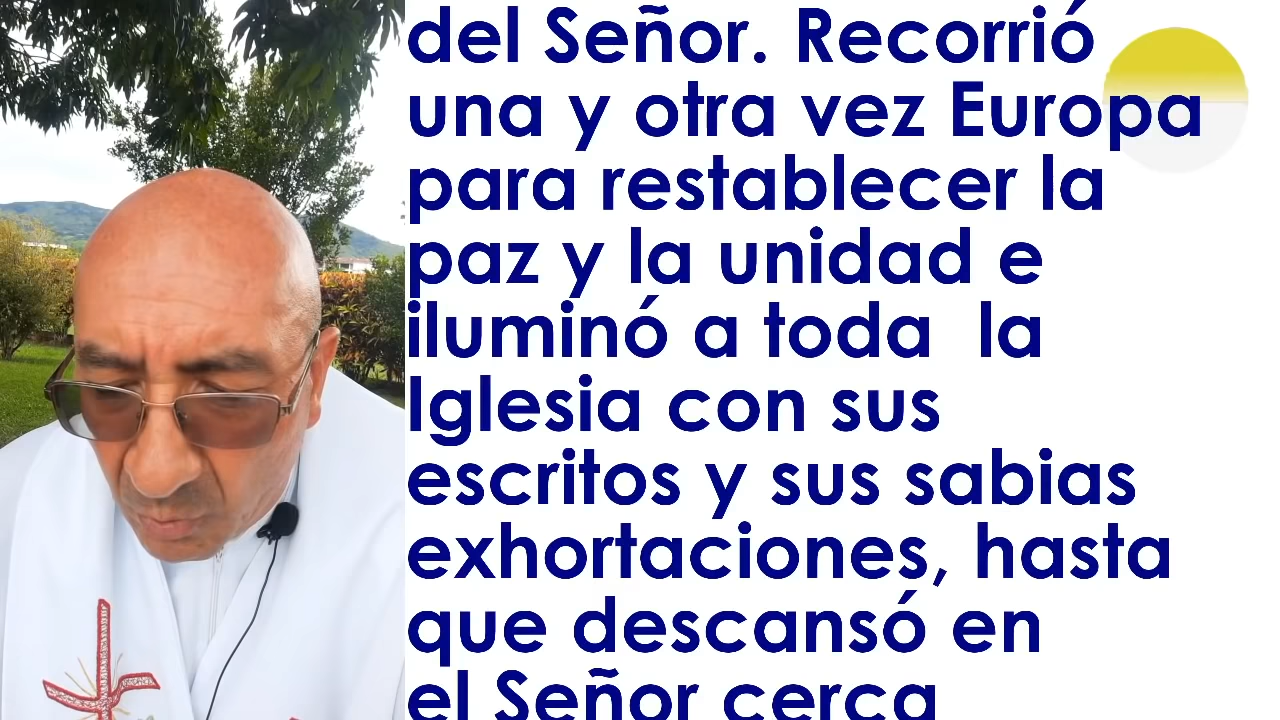 del Señor. Recorrió
una y otra vez Europa
para restablecer la
paz y la unidad e
iluminó a toda  la
Iglesia con sus
escritos y sus sabias
exhortaciones, hasta
que descansó en
el Señor cerca